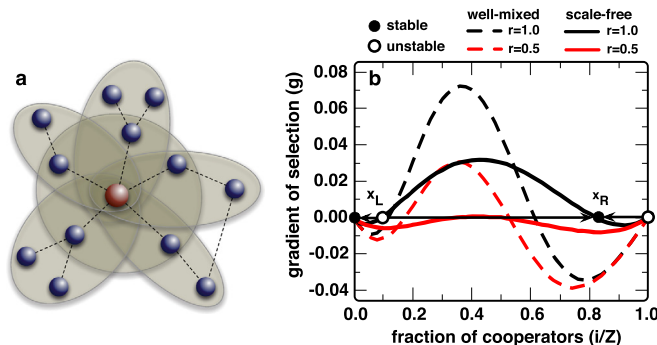 a
stable
unstable
well-mixed
r=1.0
r=0.5
scale-free
r=1.0
r=0.5
b
gradient of selection (g)
0.08
0.06
0.04
0.02
0.00
-0.02
-0.04
xL
xR
0.0 0.2 0.4 0.6 0.8 1.0
fraction of cooperators (i/Z)